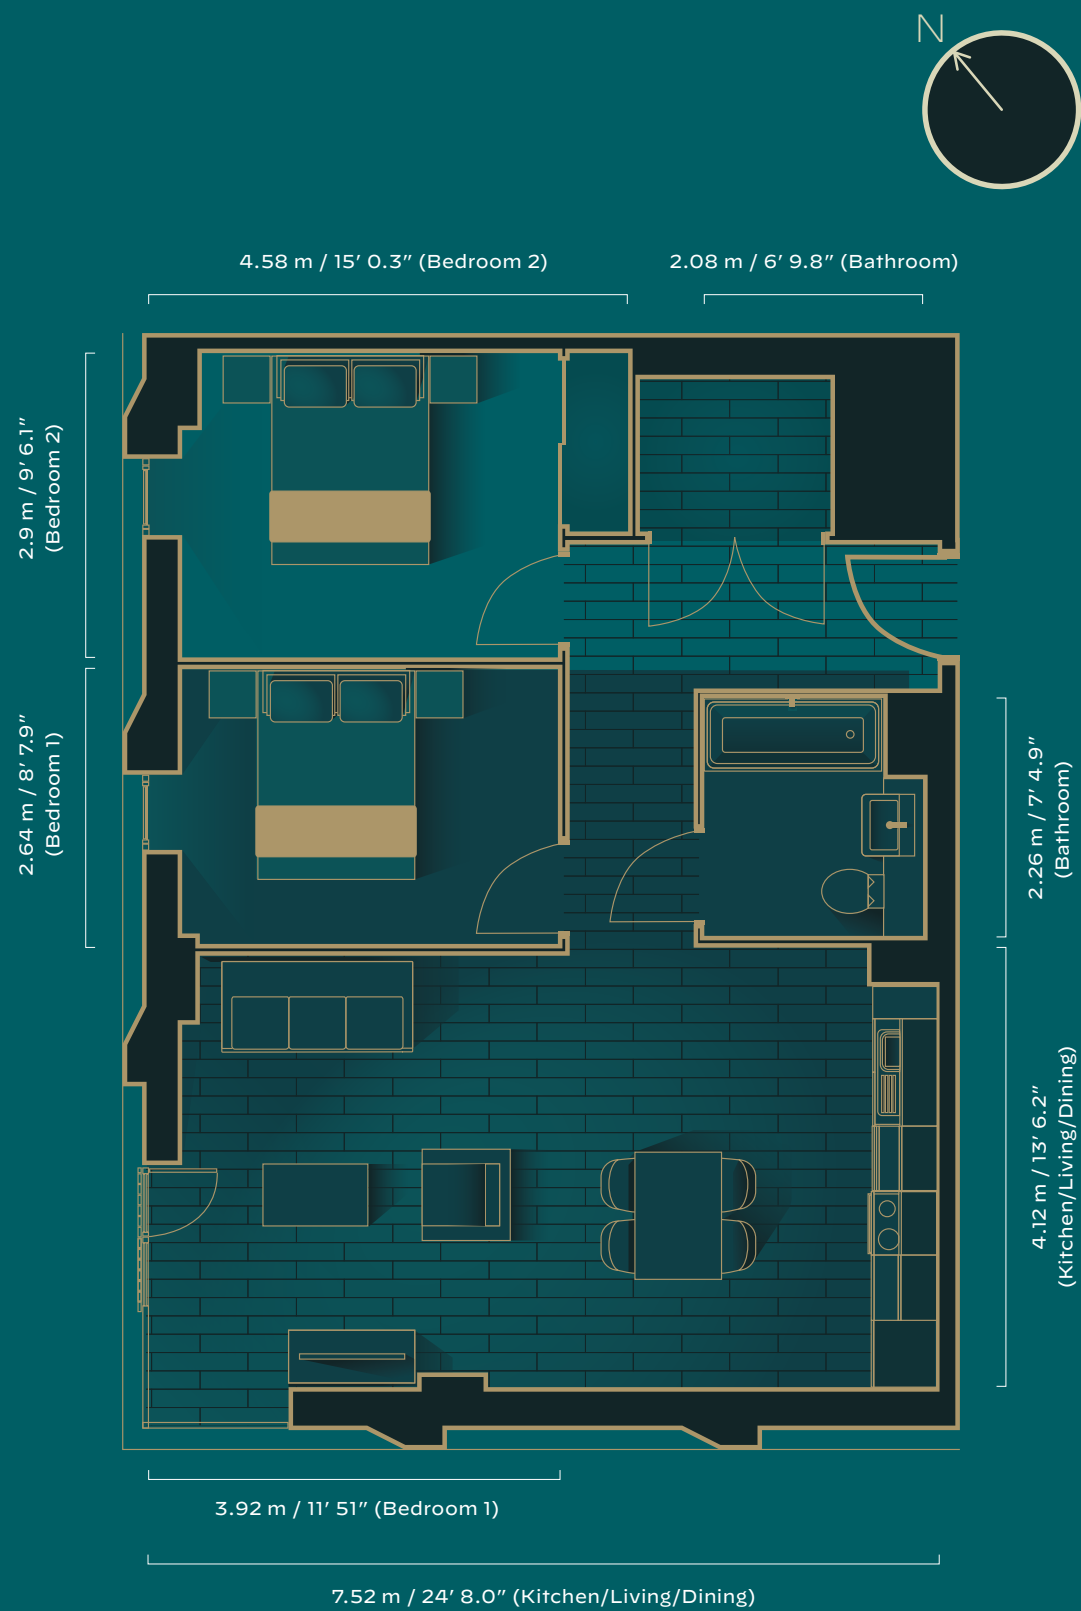 N
4.58 m / 15′ 0.3″ (Bedroom 2)
2.08 m / 6′ 9.8″ (Bathroom)
2.9 m / 9′ 6.1″
(Bedroom 2)
2.64 m / 8′ 7.9″
(Bedroom 1)
2.26 m / 7′ 4.9″
(Bathroom)
4.12 m / 13′ 6.2″
(Kitchen/Living/Dining)
3.92 m / 11′ 51″ (Bedroom 1)
7.52 m / 24′ 8.0″ (Kitchen/Living/Dining)